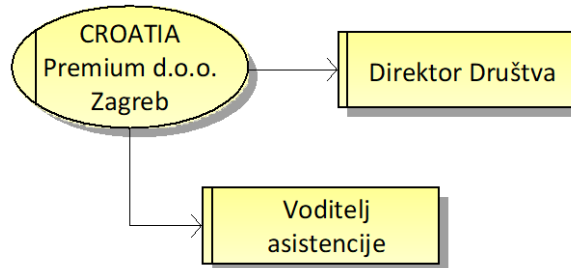 CROATIA
Premium d.o.o.
Zagreb
Direktor Društva
Voditelj
asistencije